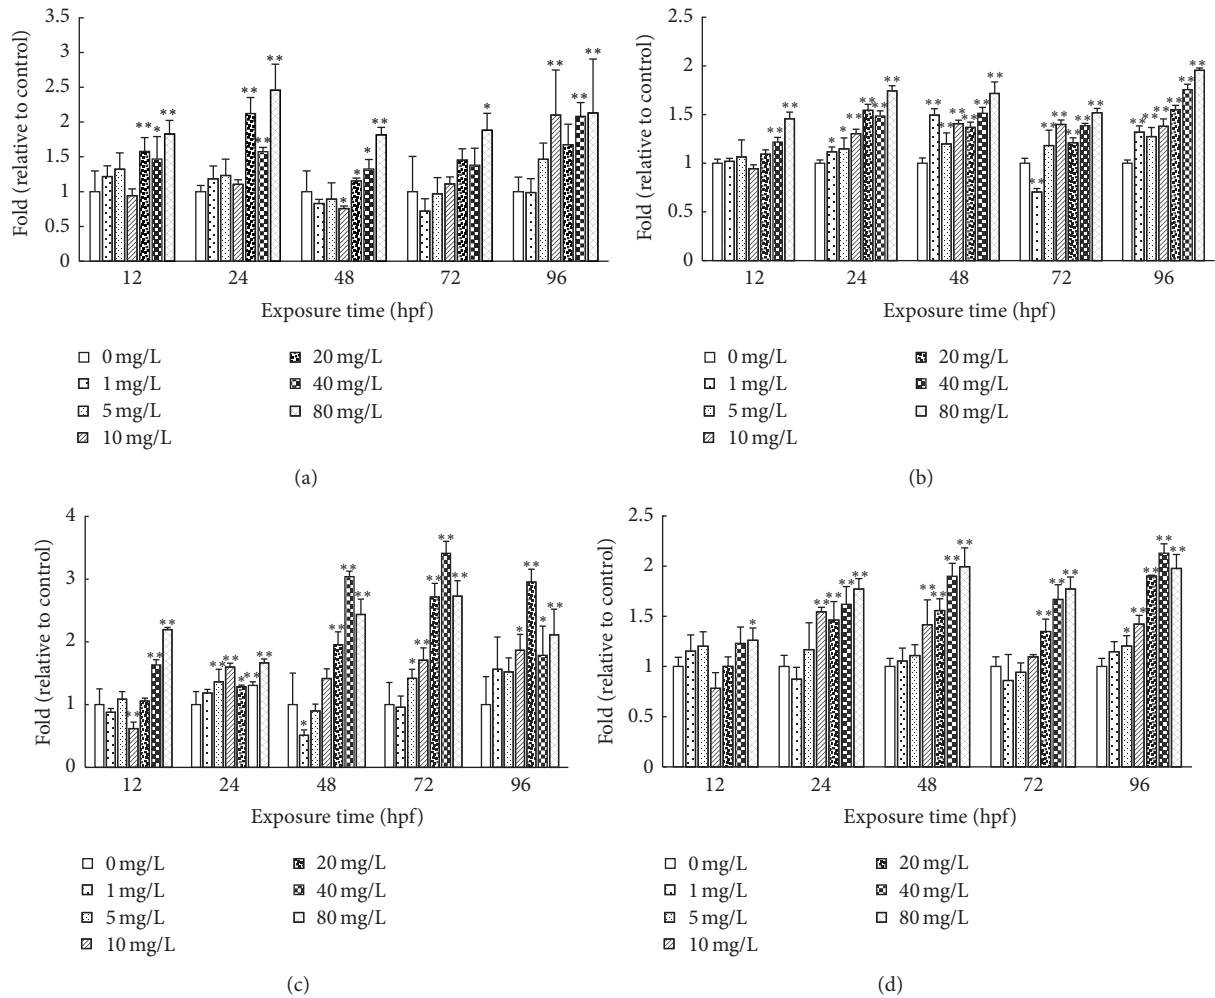 3.5
3
2.5
2
1.5
1
0.5
0
Fold (relative to control)
** * ** ** ** ** * * * ** * ** ** **
12 24 48 72 96
Exposure time (hpf)
0 mg/L
1 mg/L
5 mg/L
10 mg/L
20 mg/L
40 mg/L
80 mg/L
(a)
2.5
2
1.5
1
0.5
0
Fold (relative to control)
** ** * * ** ** ** ** ** ** ** ** ** ** ** ** ** ** ** ** ** ** ** ** ** ** **
12 24 48 72 96
Exposure time (hpf)
0 mg/L
1 mg/L
5 mg/L
10 mg/L
20 mg/L
40 mg/L
80 mg/L
(b)
4
3
2
1
0
Fold (relative to control)
** ** ** ** ** * ** ** * ** ** ** * ** ** ** ** * ** * **
12 24 48 72 96
Exposure time (hpf)
0 mg/L
1 mg/L
5 mg/L
10 mg/L
20 mg/L
40 mg/L
80 mg/L
(c)
2.5
2
1.5
1
0.5
0
Fold (relative to control)
* ** ** ** ** ** ** ** ** ** ** ** * ** ** ** **
12 24 48 72 96
Exposure time (hpf)
0 mg/L
1 mg/L
5 mg/L
10 mg/L
20 mg/L
40 mg/L
80 mg/L
(d)